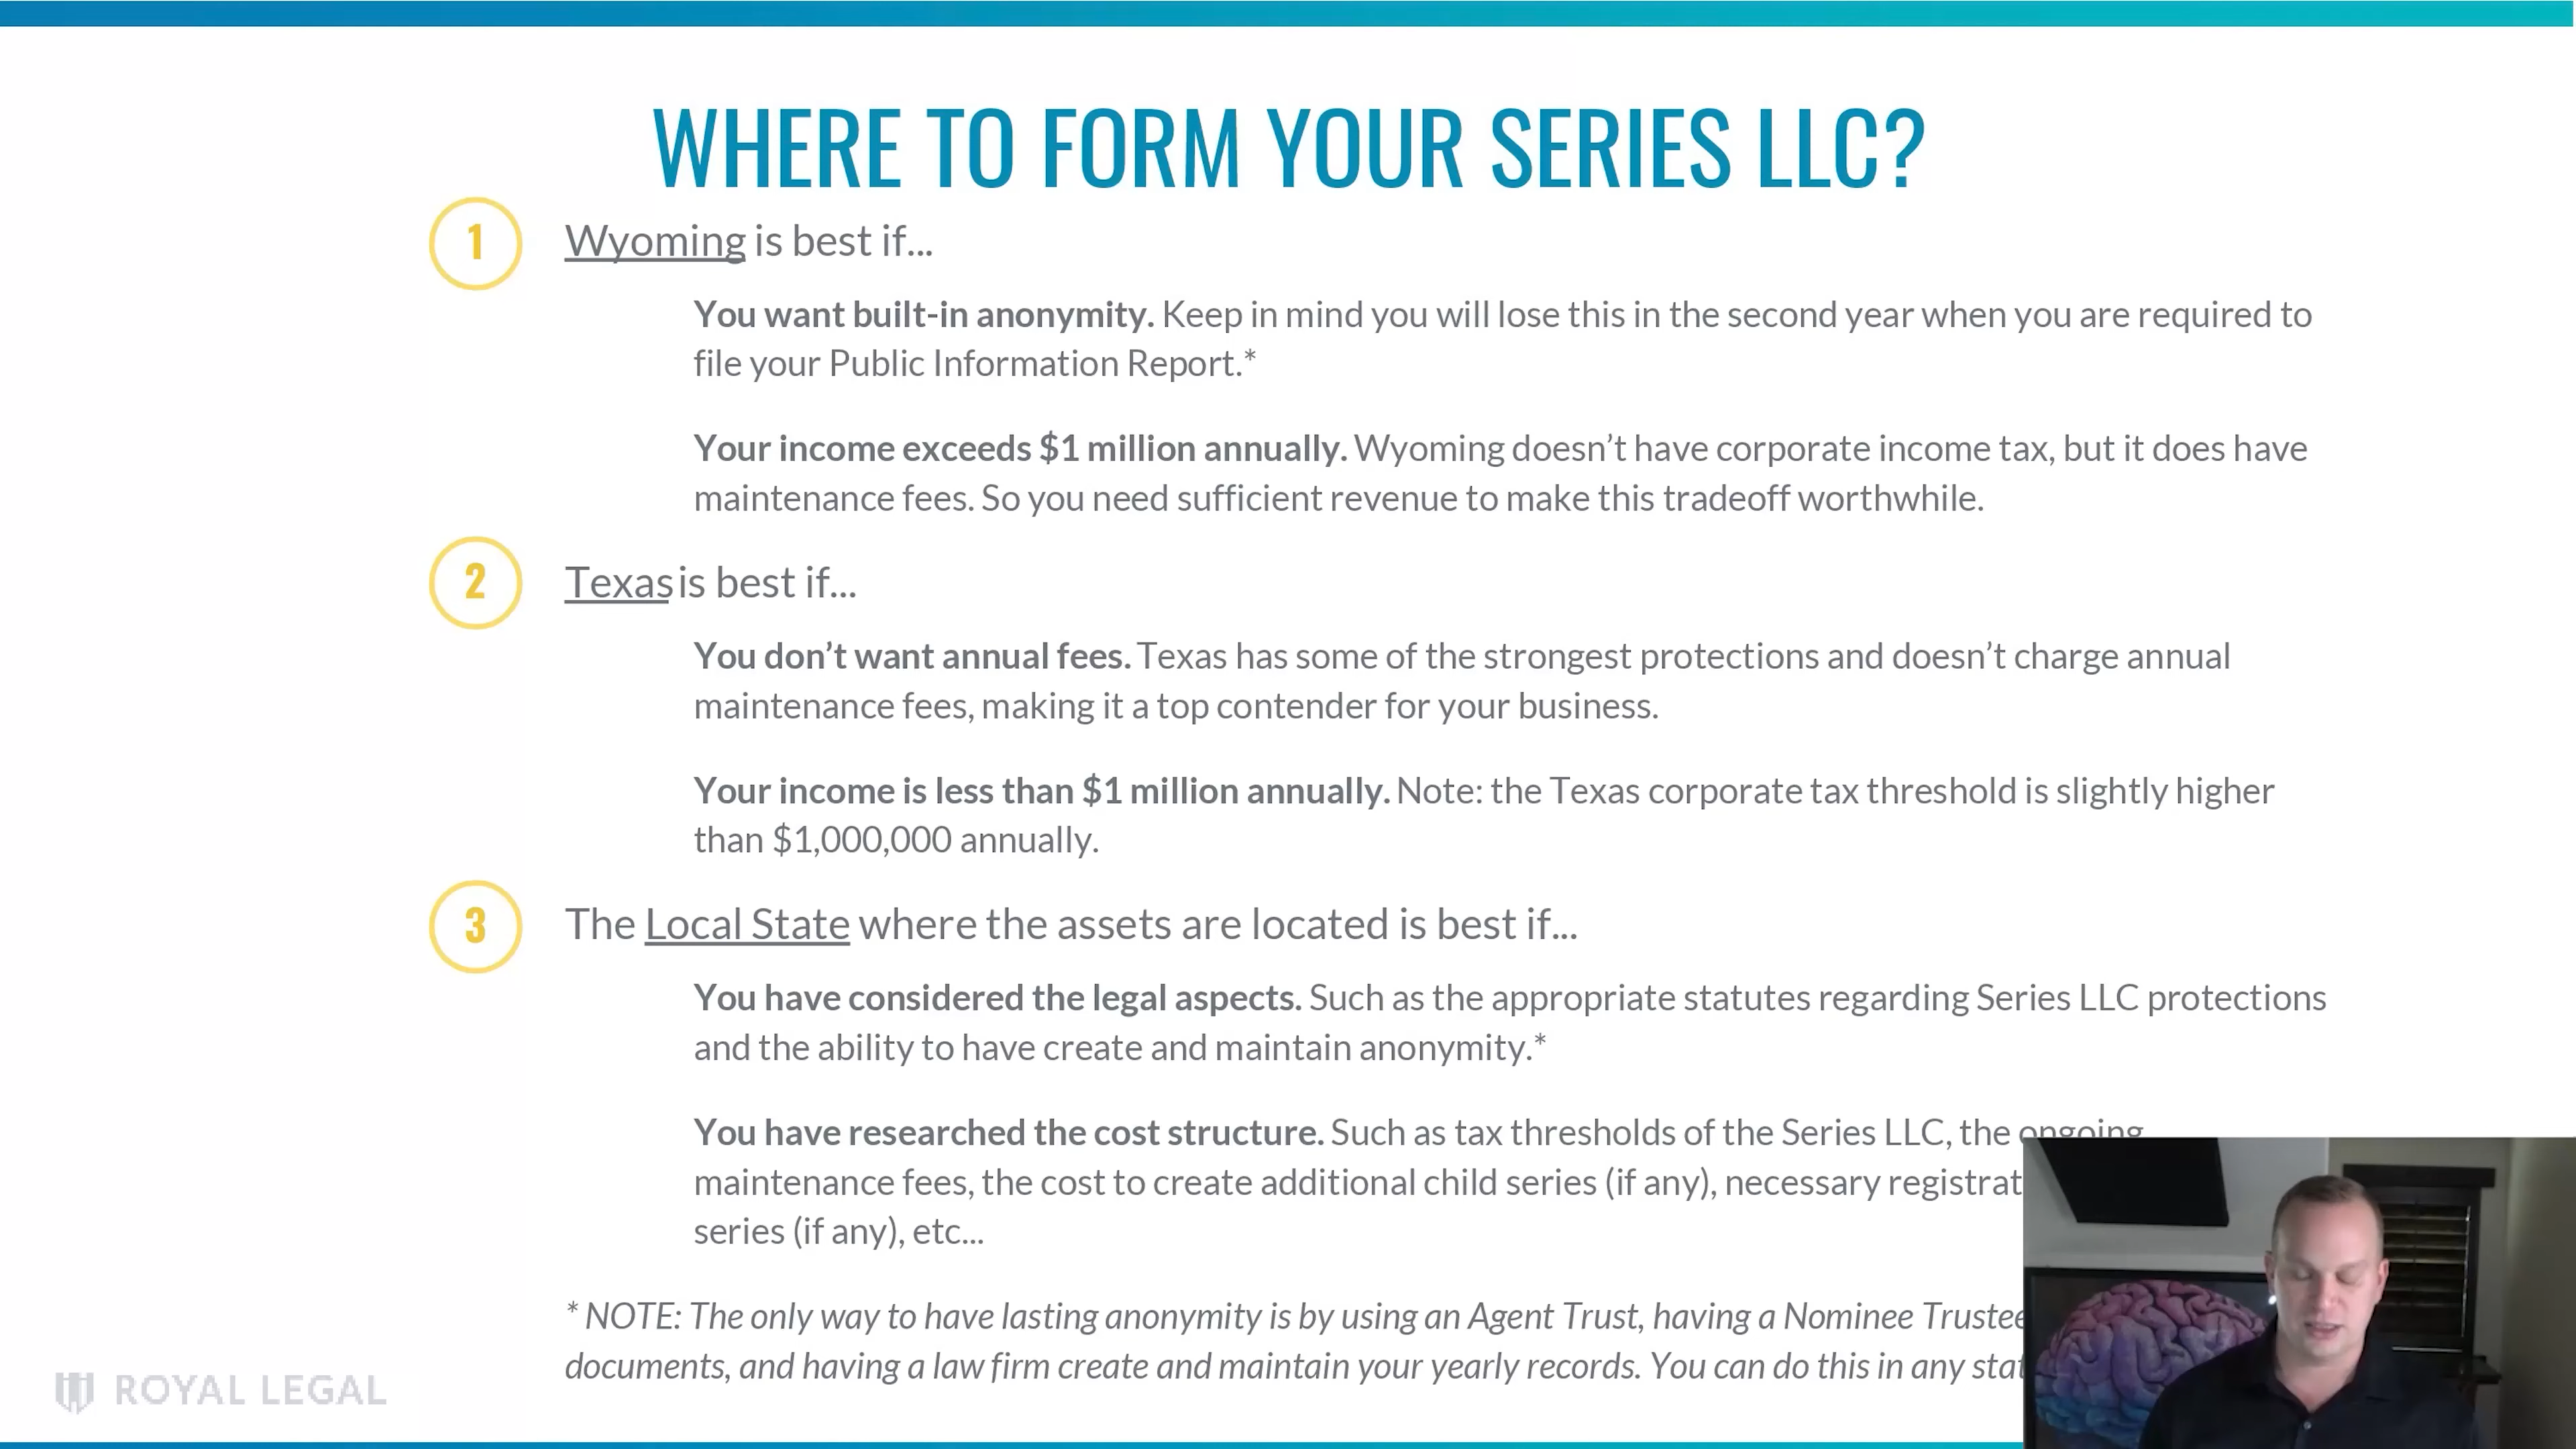 WHERE TO FORM YOUR SERIES LLC?
1
Wyoming is best if...
You want built-in anonymity. Keep in mind you will lose this in the second year when you are required to
file your Public Information Report.*
Your income exceeds $1 million annually. Wyoming doesn’t have corporate income tax, but it does have
maintenance fees. So you need sufficient revenue to make this tradeoff worthwhile.
2
Texas is best if...
You don’t want annual fees. Texas has some of the strongest protections and doesn’t charge annual
maintenance fees, making it a top contender for your business.
Your income is less than $1 million annually. Note: the Texas corporate tax threshold is slightly higher
than $1,000,000 annually.
3
The Local State where the assets are located is best if...
You have considered the legal aspects. Such as the appropriate statutes regarding Series LLC protections
and the ability to have create and maintain anonymity.*
You have researched the cost structure. Such as tax thresholds of the Series LLC, the ongoing
maintenance fees, the cost to create additional child series (if any), necessary
series (if any), etc...
* NOTE: The only way to have lasting anonymity is by using an Agent Trust, having a Nominee Trustee
documents, and having a law firm create and maintain your yearly records. You can do this in any
ROYAL LEGAL